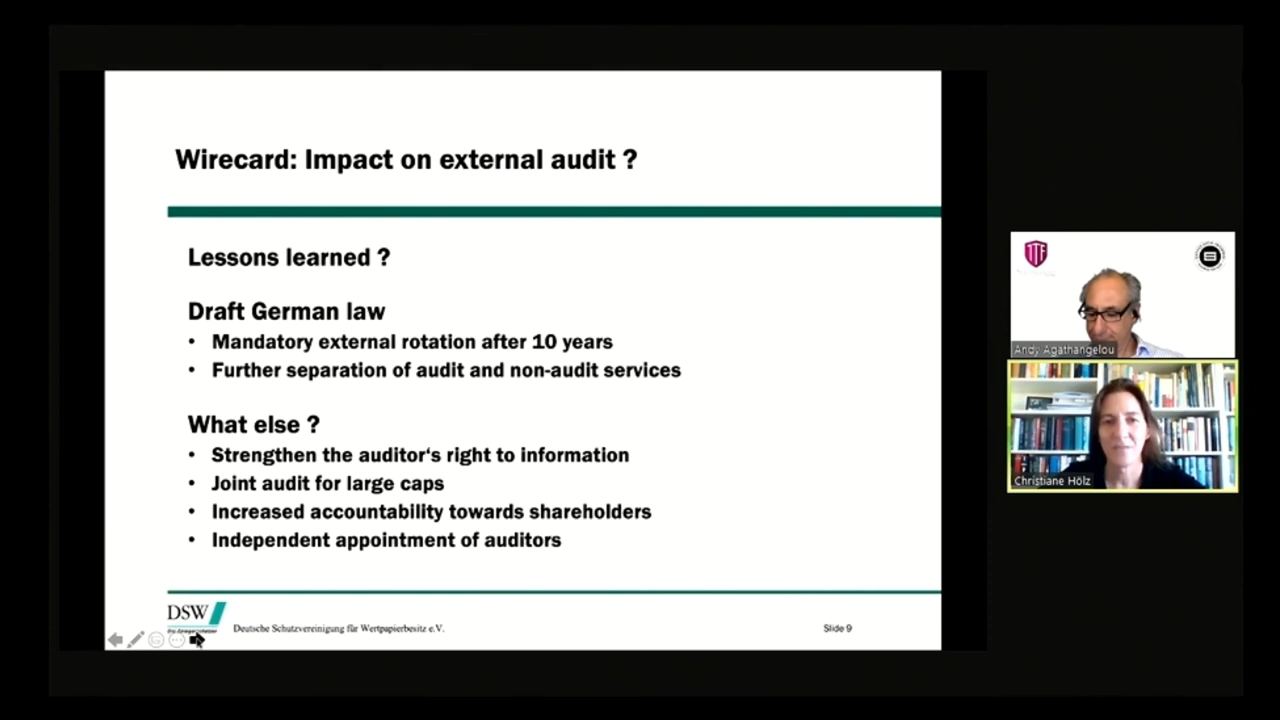 Wirecard: Impact on external audit ?
Lessons learned ?
Draft German law
• Mandatory external rotation after 10 years
• Further separation of audit and non-audit services
What else ?
• Strengthen the auditor‘s right to information
• Joint audit for large caps
• Increased accountability towards shareholders
• Independent appointment of auditors
DSW
Deutsche Schutzvereinigung für Wertpapierbesitz e.V.
Slide 9
TTF
Andy Agathangelou
Christiane Hölz